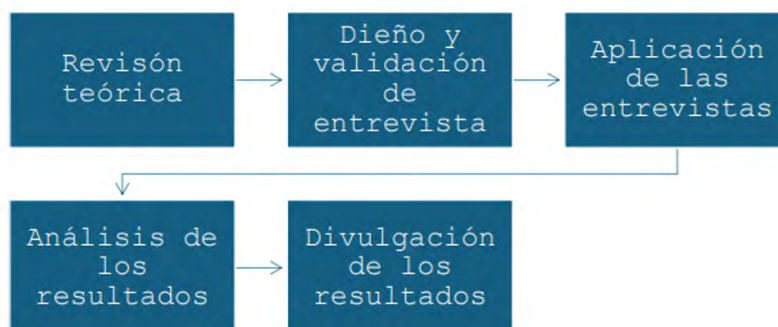 Revisón
teórica
Dieño y
validación
de
entrevista
Aplicación
de las
entrevistas
Análisis de
los
resultados
Divulgación
de los
resultados